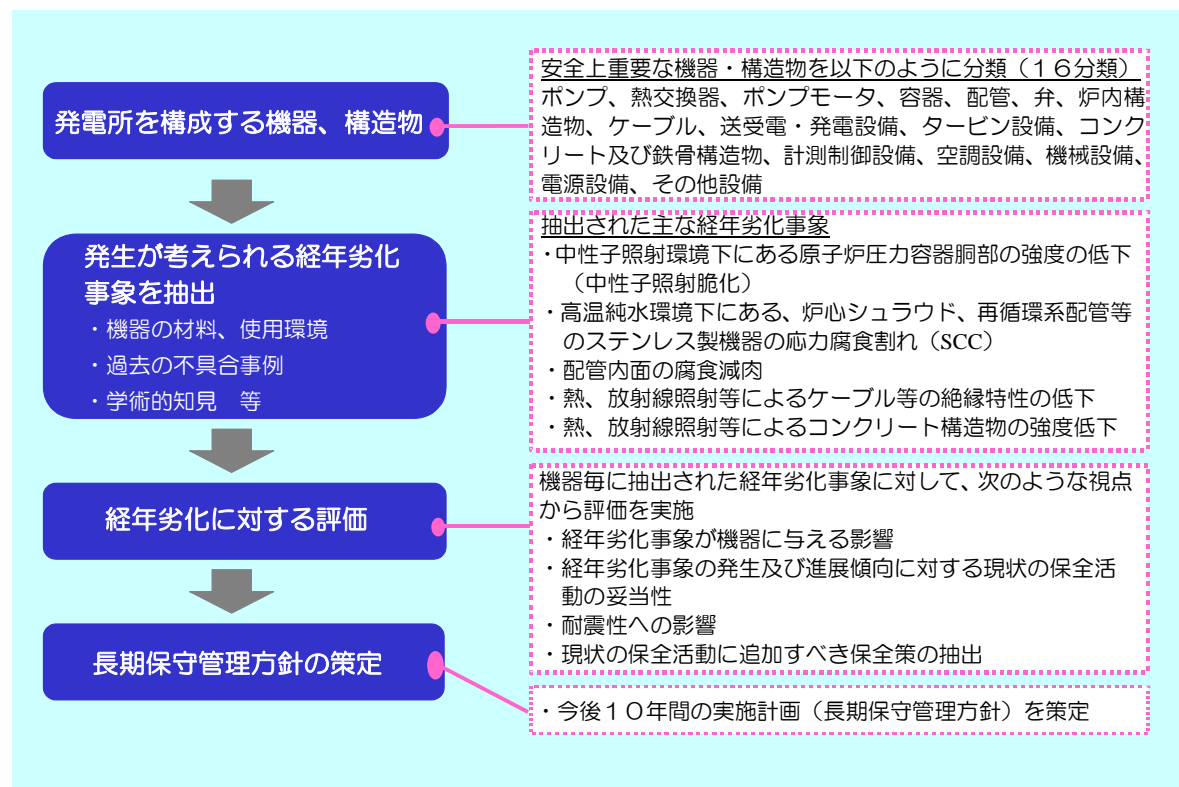 発電所を構成する機器、構造物
安全上重要な機器・構造物を以下のように分類（１６分類）
ポンプ、熱交換器、ポンプモータ、容器、配管、弁、炉内構
造物、ケーブル、送受電・発電設備、タービン設備、コンク
リート及び鉄骨構造物、計測制御設備、空調設備、機械設備、
電源設備、その他設備
発生が考えられる経年劣化
事象を抽出
・機器の材料、使用環境
・過去の不具合事例
・学術的知見　等
抽出された主な経年劣化事象
・中性子照射環境下にある原子炉圧力容器胴部の強度の低下
（中性子照射脆化）
・高温純水環境下にある、炉心シュラウド、再循環系配管等
のステンレス製機器の応力腐食割れ（SCC）
・配管内面の腐食減肉
・熱、放射線照射等によるケーブル等の絶縁特性の低下
・熱、放射線照射等によるコンクリート構造物の強度低下
経年劣化に対する評価
機器毎に抽出された経年劣化事象に対して、次のような視点
から評価を実施
・経年劣化事象が機器に与える影響
・経年劣化事象の発生及び進展傾向に対する現状の保全活
動の妥当性
・耐震性への影響
・現状の保全活動に追加すべき保全策の抽出
長期保守管理方針の策定
・今後１０年間の実施計画（長期保守管理方針）を策定